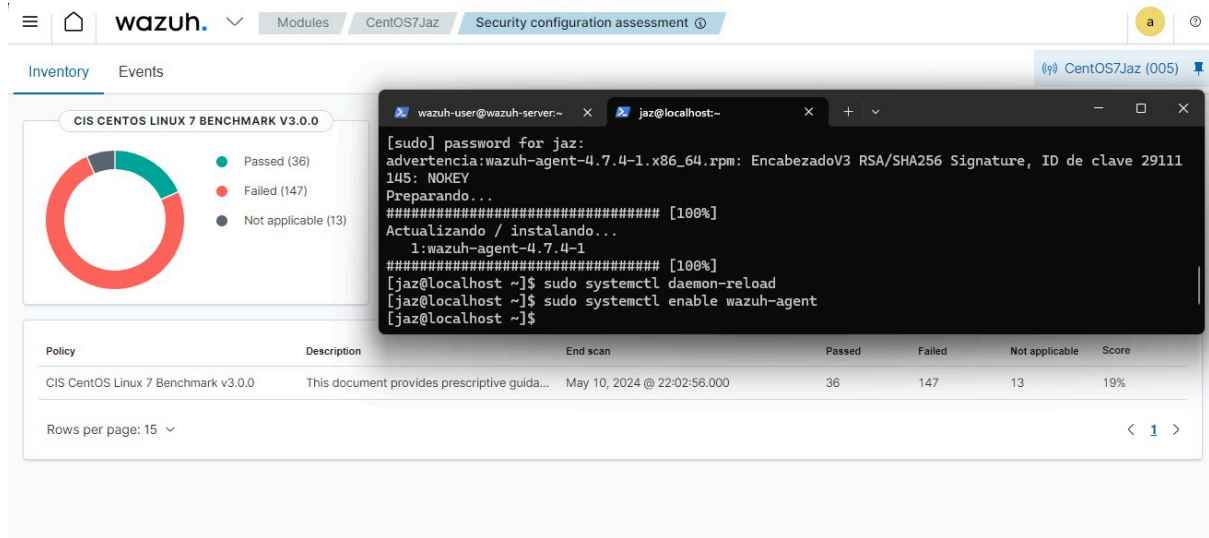 wazuh.
Modules
CentOS7Jaz
Security configuration assessment
a
Inventory
Events
CentOS7Jaz (005)
CIS CENTOS LINUX 7 BENCHMARK V3.0.0
Passed (36)
Failed (147)
Not applicable (13)
wazuh-user@wazuh-server:~
jaz@localhost:~
[sudo] password for jaz:
advertencia:wazuh-agent-4.7.4-1.x86_64.rpm: EncabezadoV3 RSA/SHA256 Signature, ID de clave 29111
145: NOKEY
Preparando...
################################# [100%]
Actualizando / instalando...
1:wazuh-agent-4.7.4-1
################################# [100%]
[jaz@localhost ~]$ sudo systemctl daemon-reload
[jaz@localhost ~]$ sudo systemctl enable wazuh-agent
[jaz@localhost ~]$
Policy Description End scan Passed Failed Not applicable Score
CIS CentOS Linux 7 Benchmark v3.0.0 This document provides prescriptive guida... May 10, 2024 @ 22:02:56.000 36 147 13 19%
Rows per page: 15
1